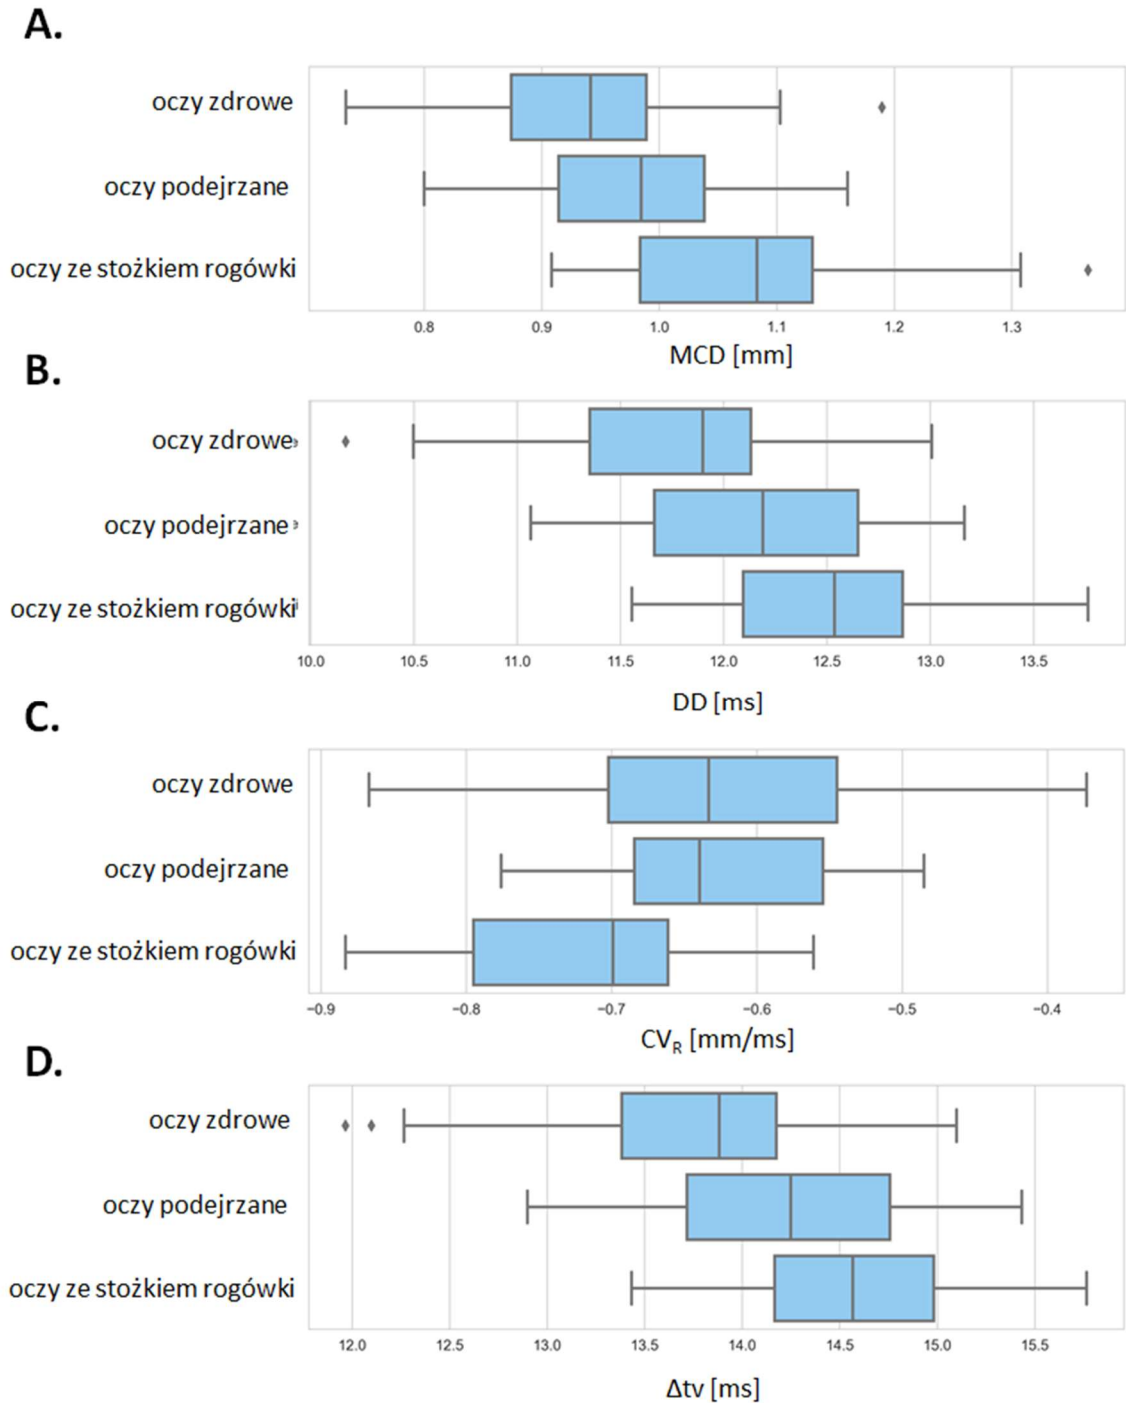 A.
oczy zdrowe
oczy podejrzane
oczy ze stożkiem rogówki
0.8 0.9 1.0 1.1 1.2 1.3
MCD [mm]
B.
oczy zdrowe
oczy podejrzane
oczy ze stożkiem rogówki
10.0 10.5 11.0 11.5 12.0 12.5 13.0 13.5
DD [ms]
C.
oczy zdrowe
oczy podejrzane
oczy ze stożkiem rogówki
−0.9 −0.8 −0.7 −0.6 −0.5 −0.4
CVR [mm/ms]
D.
oczy zdrowe
oczy podejrzane
oczy ze stożkiem rogówki
12.0 12.5 13.0 13.5 14.0 14.5 15.0 15.5
Δtv [ms]